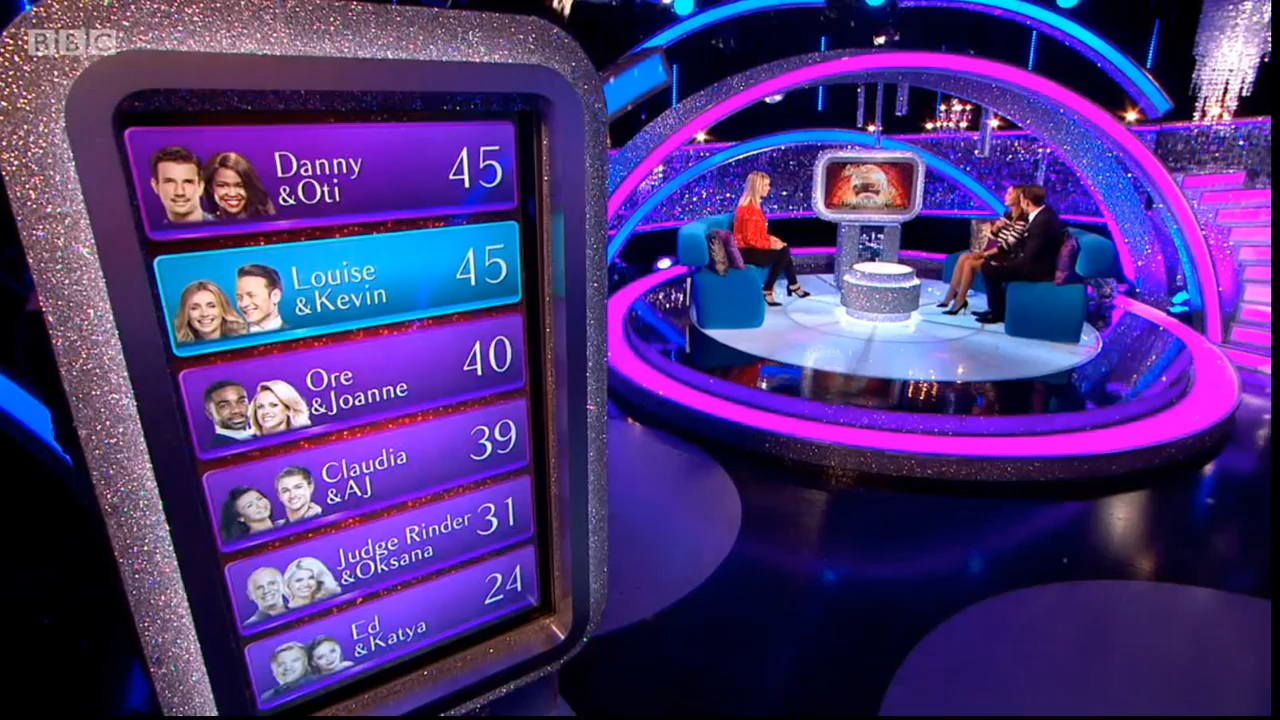 BBC
Danny
&Oti
45
Louise
&Kevin
45
Ore
&Joanne
40
Claudia
&AJ
39
Judge Rinder
&Oksana
31
Ed
&Katya
24